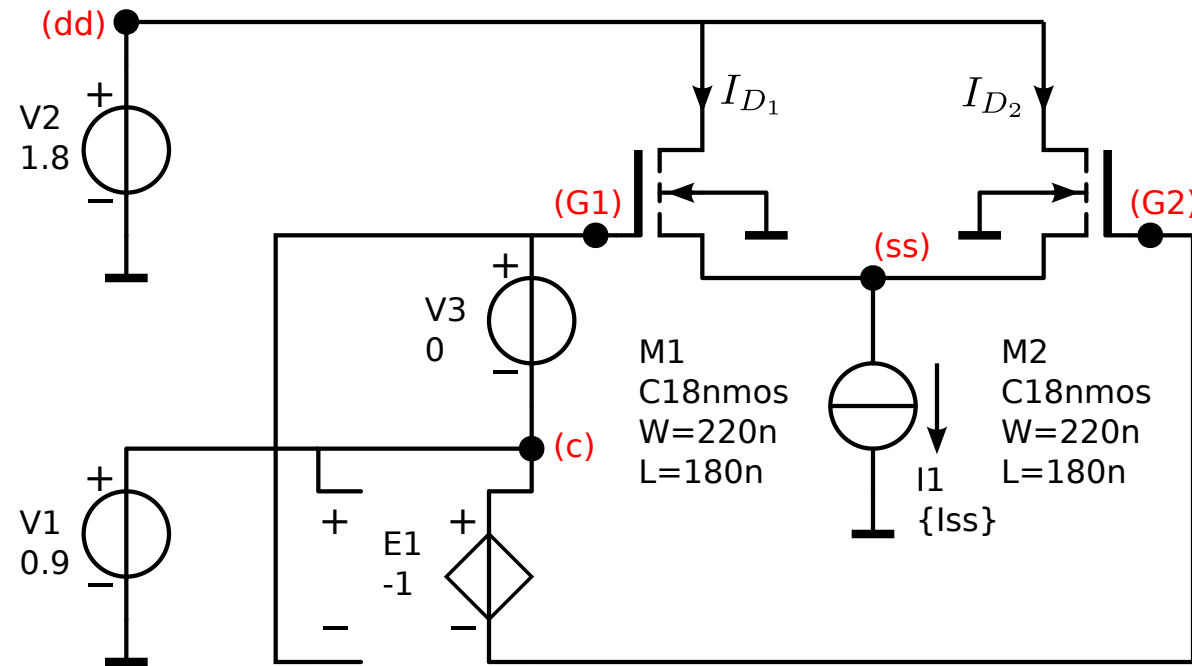 (dd)
+
V2
1.8
−
I_{D_1}
I_{D_2}
(G1)
(G2)
(ss)
+
V3
0
−
M1
C18nmos
W=220n
L=180n
M2
C18nmos
W=220n
L=180n
(c)
+
V1
0.9
−
+
−
E1
-1
+
−
I1
{Iss}